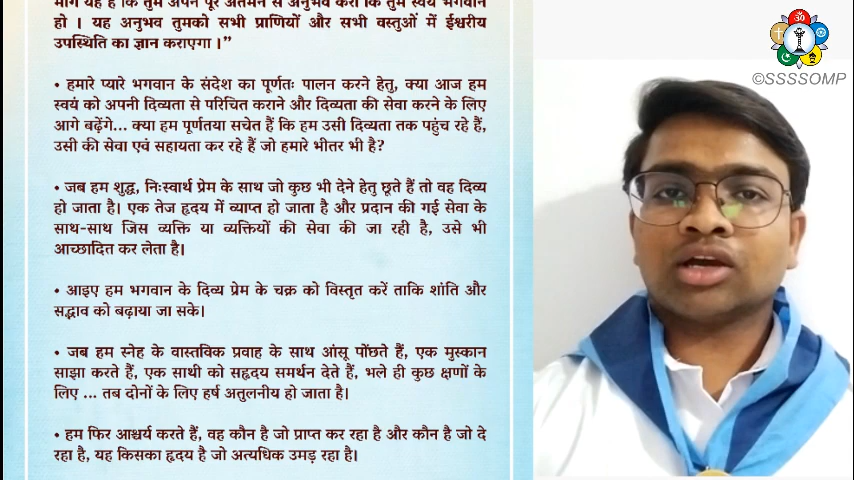 मार्ग यह है कि तुम अपने पूरे अंतर्मन से अनुभव करो कि तुम स्वयं भगवान
हो । यह अनुभव तुमको सभी प्राणियों और सभी वस्तुओं में ईश्वरीय
उपस्थिति का ज्ञान कराएगा ।”
• हमारे प्यारे भगवान के संदेश का पूर्णतः पालन करने हेतु, क्या आज हम
स्वयं को अपनी दिव्यता से परिचित कराने और दिव्यता की सेवा करने के लिए
आगे बढ़ेंगे... क्या हम पूर्णतया सचेत हैं कि हम उसी दिव्यता तक पहुंच रहे हैं,
उसी की सेवा एवं सहायता कर रहे हैं जो हमारे भीतर भी है?
• जब हम शुद्ध, निःस्वार्थ प्रेम के साथ जो कुछ भी देने हेतु छूते हैं तो वह दिव्य
हो जाता है। एक तेज हृदय में व्याप्त हो जाता है और प्रदान की गई सेवा के
साथ-साथ जिस व्यक्ति या व्यक्तियों की सेवा की जा रही है, उसे भी
आच्छादित कर लेता है।
• आइए हम भगवान के दिव्य प्रेम के चक्र को विस्तृत करें ताकि शांति और
सद्भाव को बढ़ाया जा सके।
• जब हम स्नेह के वास्तविक प्रवाह के साथ आंसू पोंछते हैं, एक मुस्कान
साझा करते हैं, एक साथी को सहृदय समर्थन देते हैं, भले ही कुछ क्षणों के
लिए ... तब दोनों के लिए हर्ष अतुलनीय हो जाता है।
• हम फिर आश्चर्य करते हैं, वह कौन है जो प्राप्त कर रहा है और कौन है जो दे
रहा है, यह किसका हृदय है जो अत्यधिक उमड़ रहा है।
©SSSSOMP